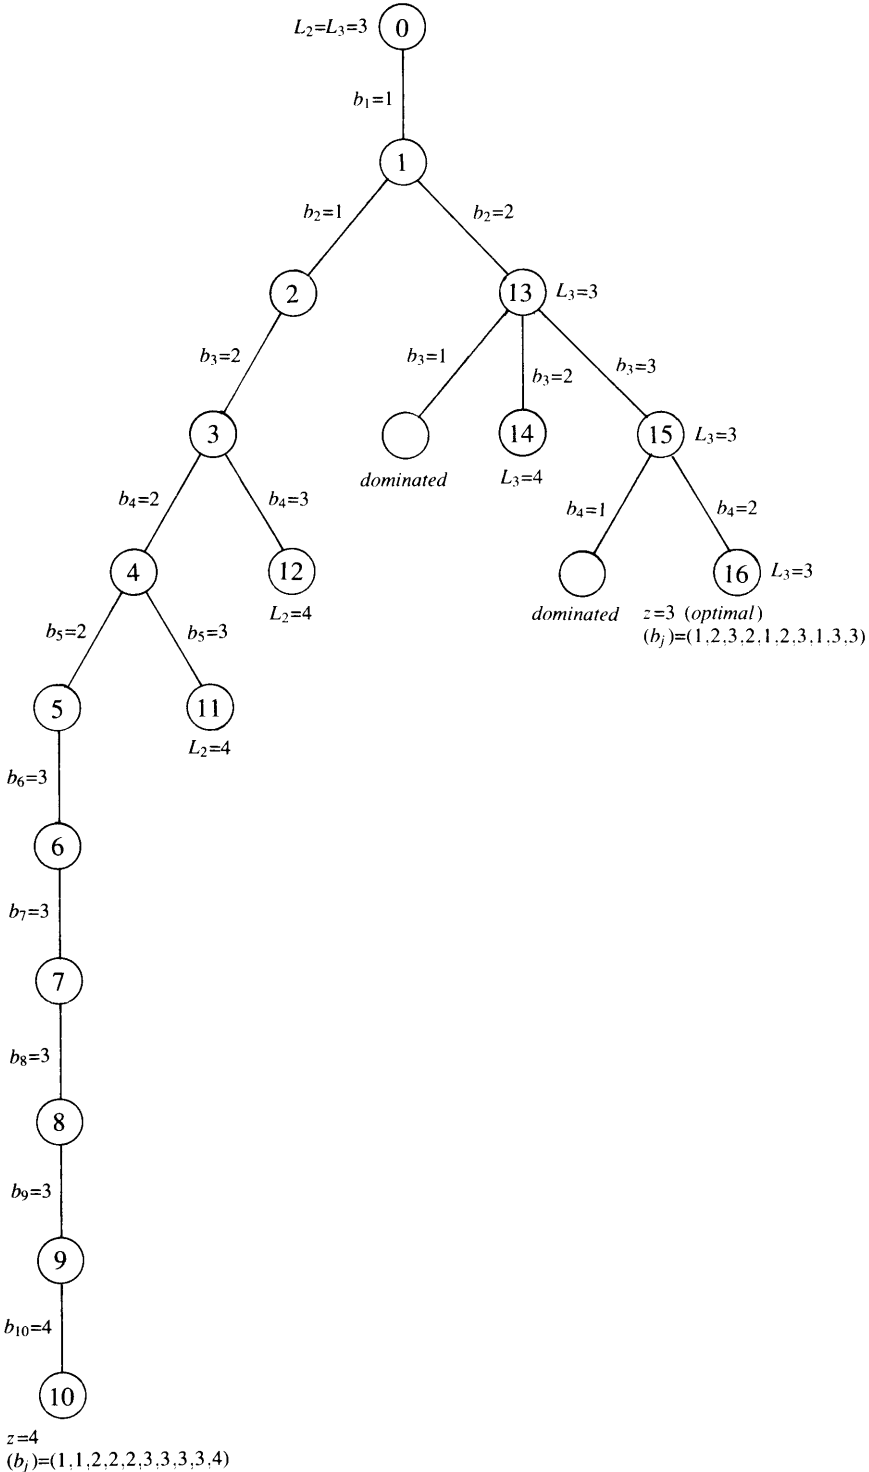 L₂=L₃=3 0
b₁=1
1
b₂=1 b₂=2
2 13 L₃=3
b₃=2 b₃=1 b₃=2 b₃=3
3 14 15 L₃=3
dominated L₃=4
b₄=2 b₄=3 b₄=1 b₄=2
4 12 16 L₃=3
L₂=4 dominated z=3 (optimal)
b₅=2 b₅=3 (bⱼ)=(1,2,3,2,1,2,3,1,3,3)
5 11
L₂=4
b₆=3
6
b₇=3
7
b₈=3
8
b₉=3
9
b₁₀=4
10
z=4
(bⱼ)=(1,1,2,2,2,3,3,3,3,4)